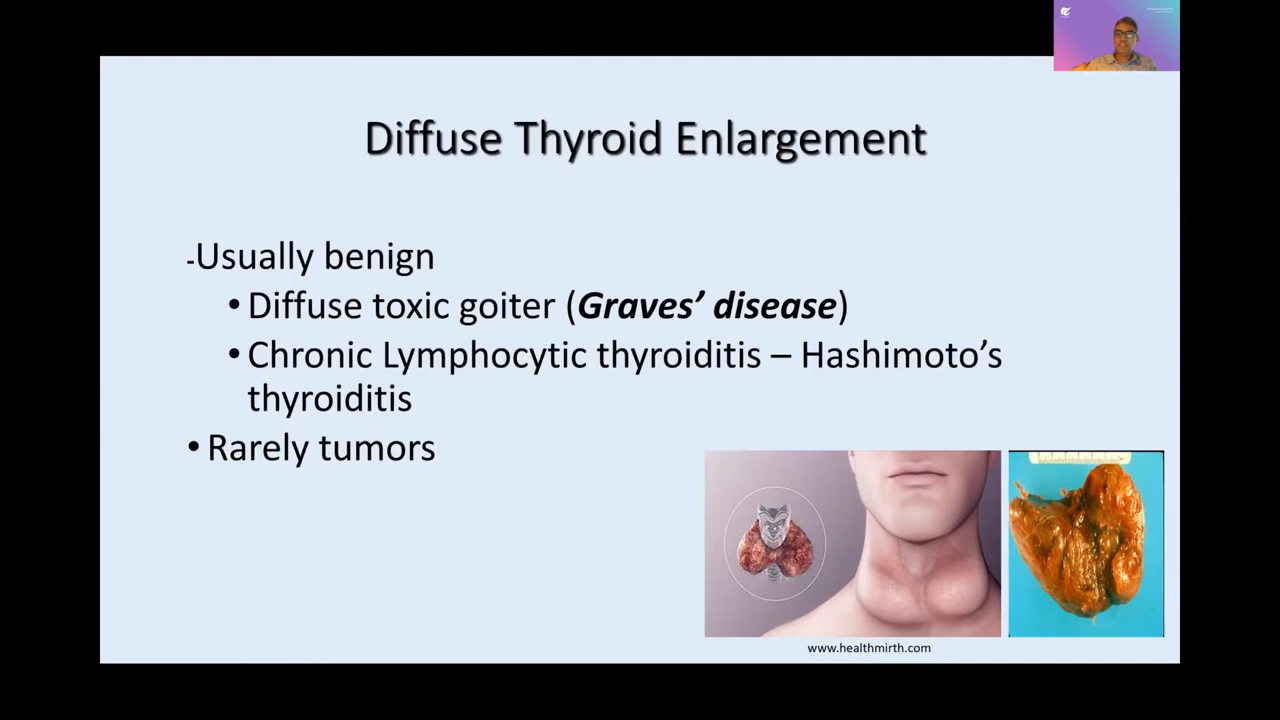 Diffuse Thyroid Enlargement
-Usually benign
•Diffuse toxic goiter (Graves’ disease)
•Chronic Lymphocytic thyroiditis – Hashimoto’s
thyroiditis
•Rarely tumors
www.healthmirth.com